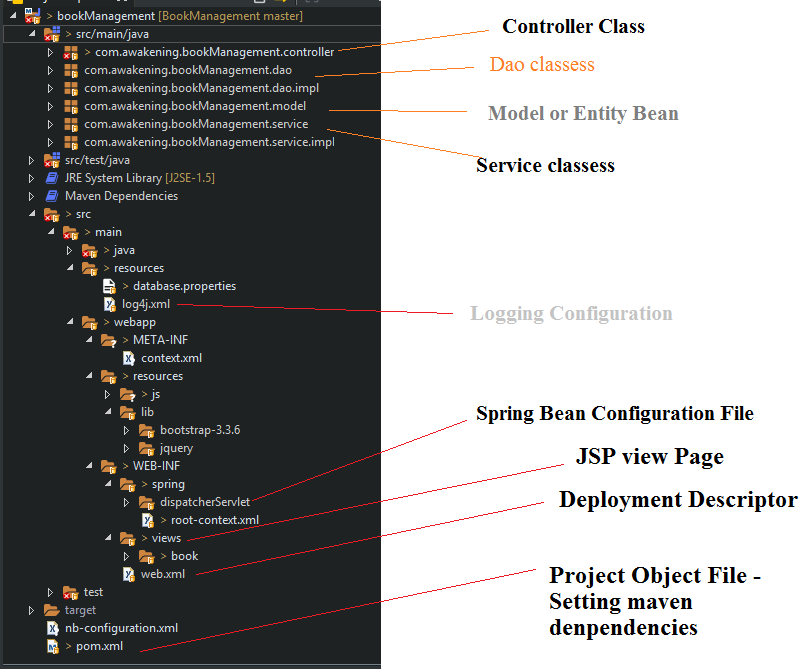 > bookManagement [BookManagement master]
> src/main/java
> com.awakening.bookManagement.controller
Controller Class
com.awakening.bookManagement.dao
Dao classess
com.awakening.bookManagement.dao.impl
com.awakening.bookManagement.model
Model or Entity Bean
com.awakening.bookManagement.service
com.awakening.bookManagement.service.impl
Service classess
src/test/java
JRE System Library [J2SE-1.5]
Maven Dependencies
> src
> main
> java
> resources
> database.properties
log4j.xml
Logging Configuration
> webapp
> META-INF
context.xml
> resources
> js
lib
bootstrap-3.3.6
jquery
Spring Bean Configuration File
> WEB-INF
JSP view Page
> spring
dispatcherServlet
Deployment Descriptor
> root-context.xml
> views
> book
web.xml
Project Object File -
Setting maven
denpendencies
> test
target
nb-configuration.xml
> pom.xml